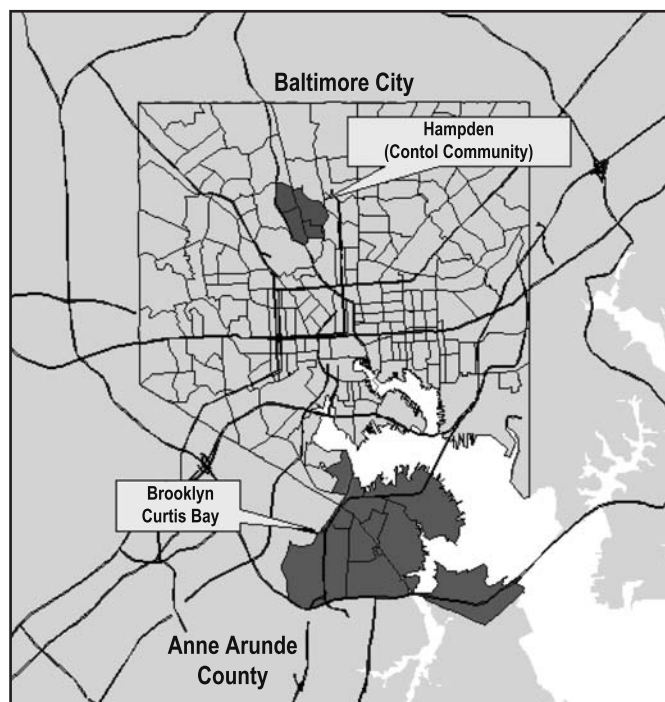 Baltimore City
Hampden
(Contol Community)
Brooklyn
Curtis Bay
Anne Arunde
County